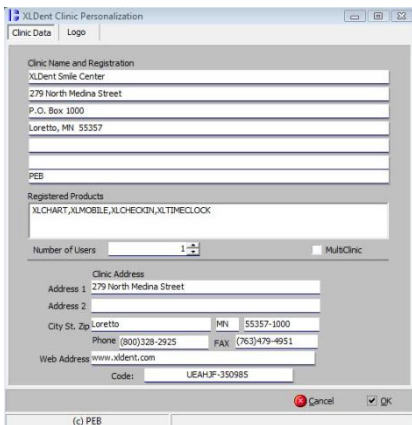 XLDent Clinic Personalization
Clinic Data Logo
Clinic Name and Registration
XLDent Smile Center
279 North Medina Street
P.O. Box 1000
Loretto, MN 55357
PEB
Registered Products
XLCHART,XLMOBILE,XLCHECKIN,XLTIMECLOCK
Number of Users 1 MultiClinic
Clinic Address
Address 1 279 North Medina Street
Address 2
City St. Zip Loretto MN 55357-1000
Phone (800)328-2925 FAX (763)479-4951
Web Address www.xldent.com
Code: UEAHJF-350985
Cancel OK
(c) PEB